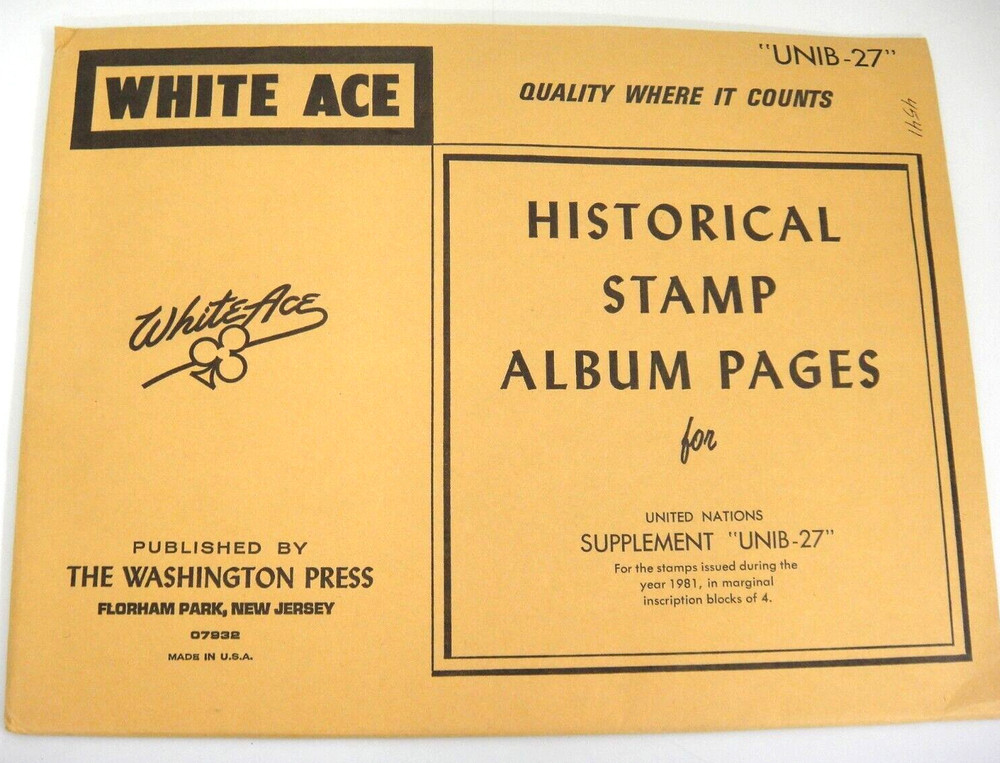 "UNIB-27"
WHITE ACE
QUALITY WHERE IT COUNTS
4541
HISTORICAL
STAMP
ALBUM PAGES
for
White Ace
UNITED NATIONS
SUPPLEMENT "UNIB-27"
For the stamps issued during the
year 1981, in marginal
inscription blocks of 4.
PUBLISHED BY
THE WASHINGTON PRESS
FLORHAM PARK, NEW JERSEY
07932
MADE IN U.S.A.